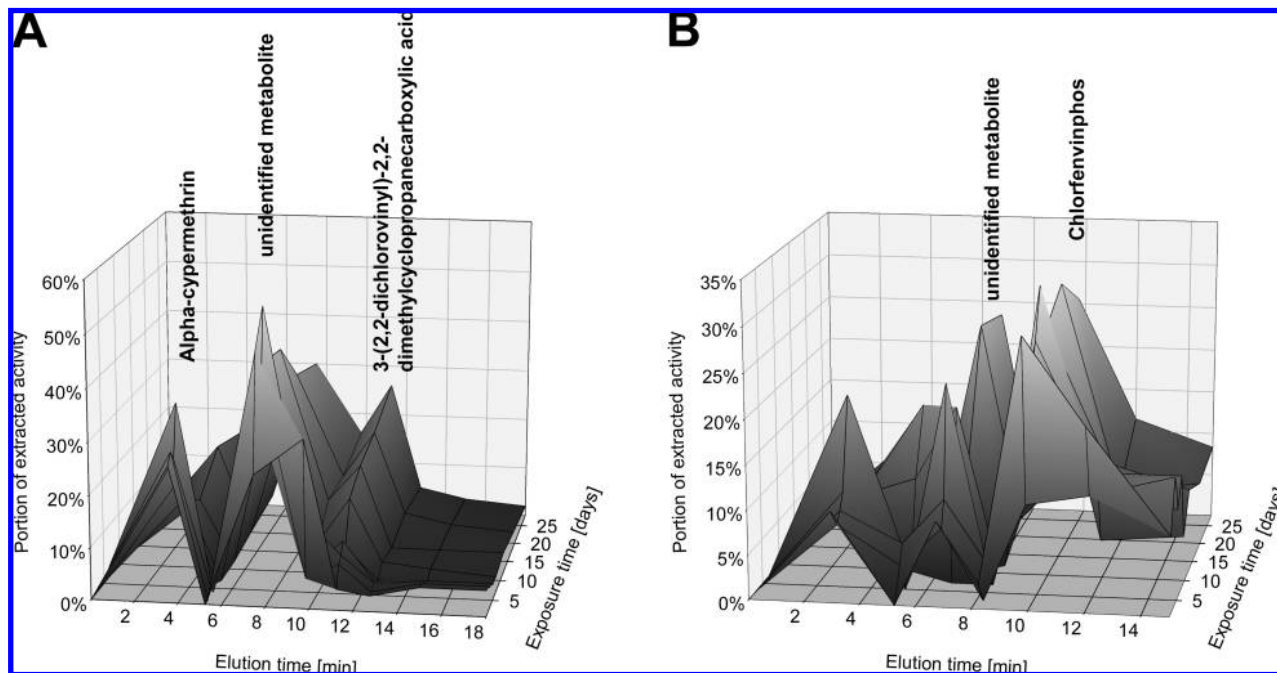 A
Alpha-cypermethrin
unidentified metabolite
3-(2,2-dichlorovinyl)-2,2-
dimethylcyclopropanecarboxylic acid
Portion of extracted activity
60%
50%
40%
30%
20%
10%
0%
2 4 6 8 10 12 14 16 18
Elution time [min]
5 10 15 20 25
Exposure time [days]
B
unidentified metabolite
Chlorfenvinphos
Portion of extracted activity
35%
30%
25%
20%
15%
10%
5%
0%
2 4 6 8 10 12 14
Elution time [min]
5 10 15 20 25
Exposure time [days]